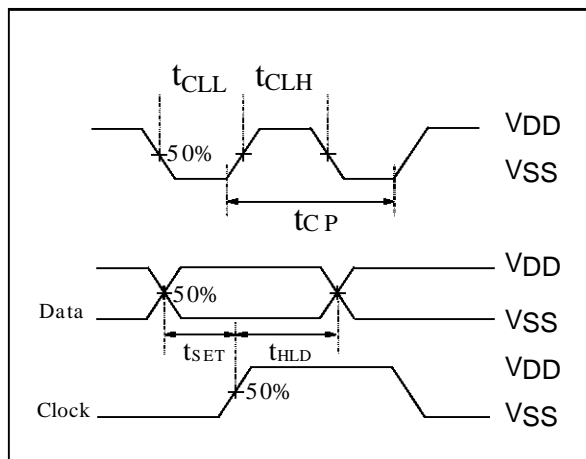 tCLL tCLH
VDD
50%
VSS
tCP
VDD
50%
Data
VSS
tSET tHLD
VDD
50%
Clock
VSS